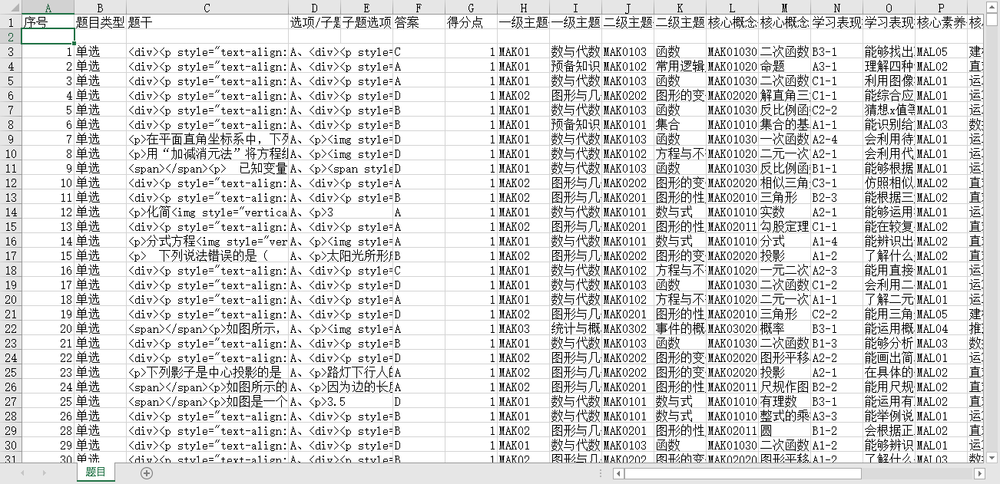 A B C D E F G H I J K L M N O P
1 序号 题目类型 题干 选项/子题 子题选项 答案 得分点 一级主题 一级主题 二级主题 二级主题 核心概念 核心概念 学习表现 学习表现 核心素养 核
2
3 1 单选 <div><p style="text-align: A、<div><p style= C 1 MAK01 数与代数 MAK0103 函数 MAK01030 二次函数 B3-1 能够找出 MAL05 建
4 2 单选 <div><p style="text-align: A、<div><p style= A 1 MAK01 预备知识 MAK0102 常用逻辑 MAK01020 命题 A3-1 理解四种 MAL02 直
5 3 单选 <div><p style="text-align: A、<div><p style= A 1 MAK01 数与代数 MAK0103 函数 MAK01030 二次函数 C1-1 利用图像 MAL01 运
6 4 单选 <div><p style="text-align: A、<div><p style= D 1 MAK02 图形与几 MAK0202 图形的变 MAK02020 解直角三 C1-1 能综合应 MAL01 运
7 5 单选 <div><p style="text-align: A、<div><p style= B 1 MAK01 数与代数 MAK0103 函数 MAK01030 反比例函 C2-2 猜想x值等 MAL01 运
8 6 单选 <div><p style="text-align: A、<div><p style= B 1 MAK01 预备知识 MAK0101 集合 MAK01010 集合的基 A1-1 能识别给 MAL03 数
9 7 单选 <p>在平面直角坐标系中，下列 A、<p><img style= D 1 MAK01 数与代数 MAK0103 函数 MAK01030 一次函数 A2-4 会利用待 MAL01 运
10 8 单选 <p>用“加减消元法”将方程组 A、<p><img style= D 1 MAK01 数与代数 MAK0102 方程与不 MAK01020 二元一次 A2-1 会利用代 MAL01 运
11 9 单选 <span></span><p> 已知变量 A、<p><span style= D 1 MAK01 数与代数 MAK0103 函数 MAK01030 反比例函 B1-1 能够根据 MAL01 运
12 10 单选 <div><p style="text-align: A、<div><p style= A 1 MAK02 图形与几 MAK0202 图形的变 MAK02020 相似三角 C3-1 仿照相似 MAL02 直
13 11 单选 <div><p style="text-align: A、<div><p style= B 1 MAK02 图形与几 MAK0201 图形的性 MAK02010 三角形 B2-3 能根据三 MAL02 直
14 12 单选 <p>化简<img style="vertica A、<p>3 A 1 MAK01 数与代数 MAK0101 数与式 MAK01010 实数 A2-1 能够运用 MAL01 运
15 13 单选 <div><p style="text-align: A、<div><p style= A 1 MAK02 图形与几 MAK0201 图形的性 MAK02011 勾股定理 C1-1 能在较复 MAL02 直
16 14 单选 <p>分式方程<img style="ver A、<p><img style= A 1 MAK01 数与代数 MAK0101 数与式 MAK01010 分式 A1-4 能辨识出 MAL02 直
17 15 单选 <p> 下列说法错误的是（ A、<p>太阳光所形成 B 1 MAK02 图形与几 MAK0202 图形的变 MAK02020 投影 A1-2 了解什么 MAL02 直
18 16 单选 <div><p style="text-align: A、<div><p style= C 1 MAK01 数与代数 MAK0102 方程与不 MAK01020 一元二次 A2-3 能用直接 MAL01 运
19 17 单选 <div><p style="text-align: A、<div><p style= D 1 MAK01 数与代数 MAK0103 函数 MAK01030 二次函数 C1-2 会利用二 MAL01 运
20 18 单选 <div><p style="text-align: A、<div><p style= A 1 MAK01 数与代数 MAK0102 方程与不 MAK01020 二元一次 A1-1 了解二元 MAL01 运
21 19 单选 <div><p style="text-align: A、<div><p style= D 1 MAK02 图形与几 MAK0201 图形的性 MAK02010 三角形 C2-2 能用三角 MAL05 建
22 20 单选 <span></span><p>如图所示， A、<p><img style= A 1 MAK03 统计与概 MAK0302 事件的概 MAK03020 概率 B3-1 能运用概 MAL04 推
23 21 单选 <div><p style="text-align: A、<div><p style= B 1 MAK01 数与代数 MAK0103 函数 MAK01030 二次函数 B1-3 能够分析 MAL03 数
24 22 单选 <div><p style="text-align: A、<div><p style= D 1 MAK02 图形与几 MAK0202 图形的变 MAK02020 图形平移 A2-2 能画出简 MAL01 运
25 23 单选 <p>下列影子是中心投影的是 A、<p>路灯下行人的 A 1 MAK02 图形与几 MAK0202 图形的变 MAK02020 投影 A2-1 在具体的 MAL02 直
26 24 单选 <span></span><p>如图所示的 A、<p>因为边的长度 A 1 MAK02 图形与几 MAK0201 图形的性 MAK02011 尺规作图 B2-2 能用尺规 MAL02 直
27 25 单选 <span></span><p>如图是一个 A、<p>3.5 D 1 MAK01 数与代数 MAK0101 数与式 MAK01010 有理数 B3-1 能运用有 MAL02 直
28 26 单选 <div><p style="text-align: A、<div><p style= B 1 MAK01 数与代数 MAK0101 数与式 MAK01010 整式的乘 A3-3 能举例说 MAL01 运
29 28 单选 <div><p style="text-align: A、<div><p style= B 1 MAK02 图形与几 MAK0201 图形的性 MAK02011 圆 B1-2 会根据正 MAL02 直
30 29 单选 <div><p style="text-align: A、<div><p style= D 1 MAK01 数与代数 MAK0103 函数 MAK01030 二次函数 A1-2 能够辨识 MAL01 运
31 30 单选 <div><p style="text-align: A、<div><p style= B 1 MAK02 图形与几 MAK0202 图形的变 MAK02020 图形平移 A1-2 了解什么 MAL03 数
题目